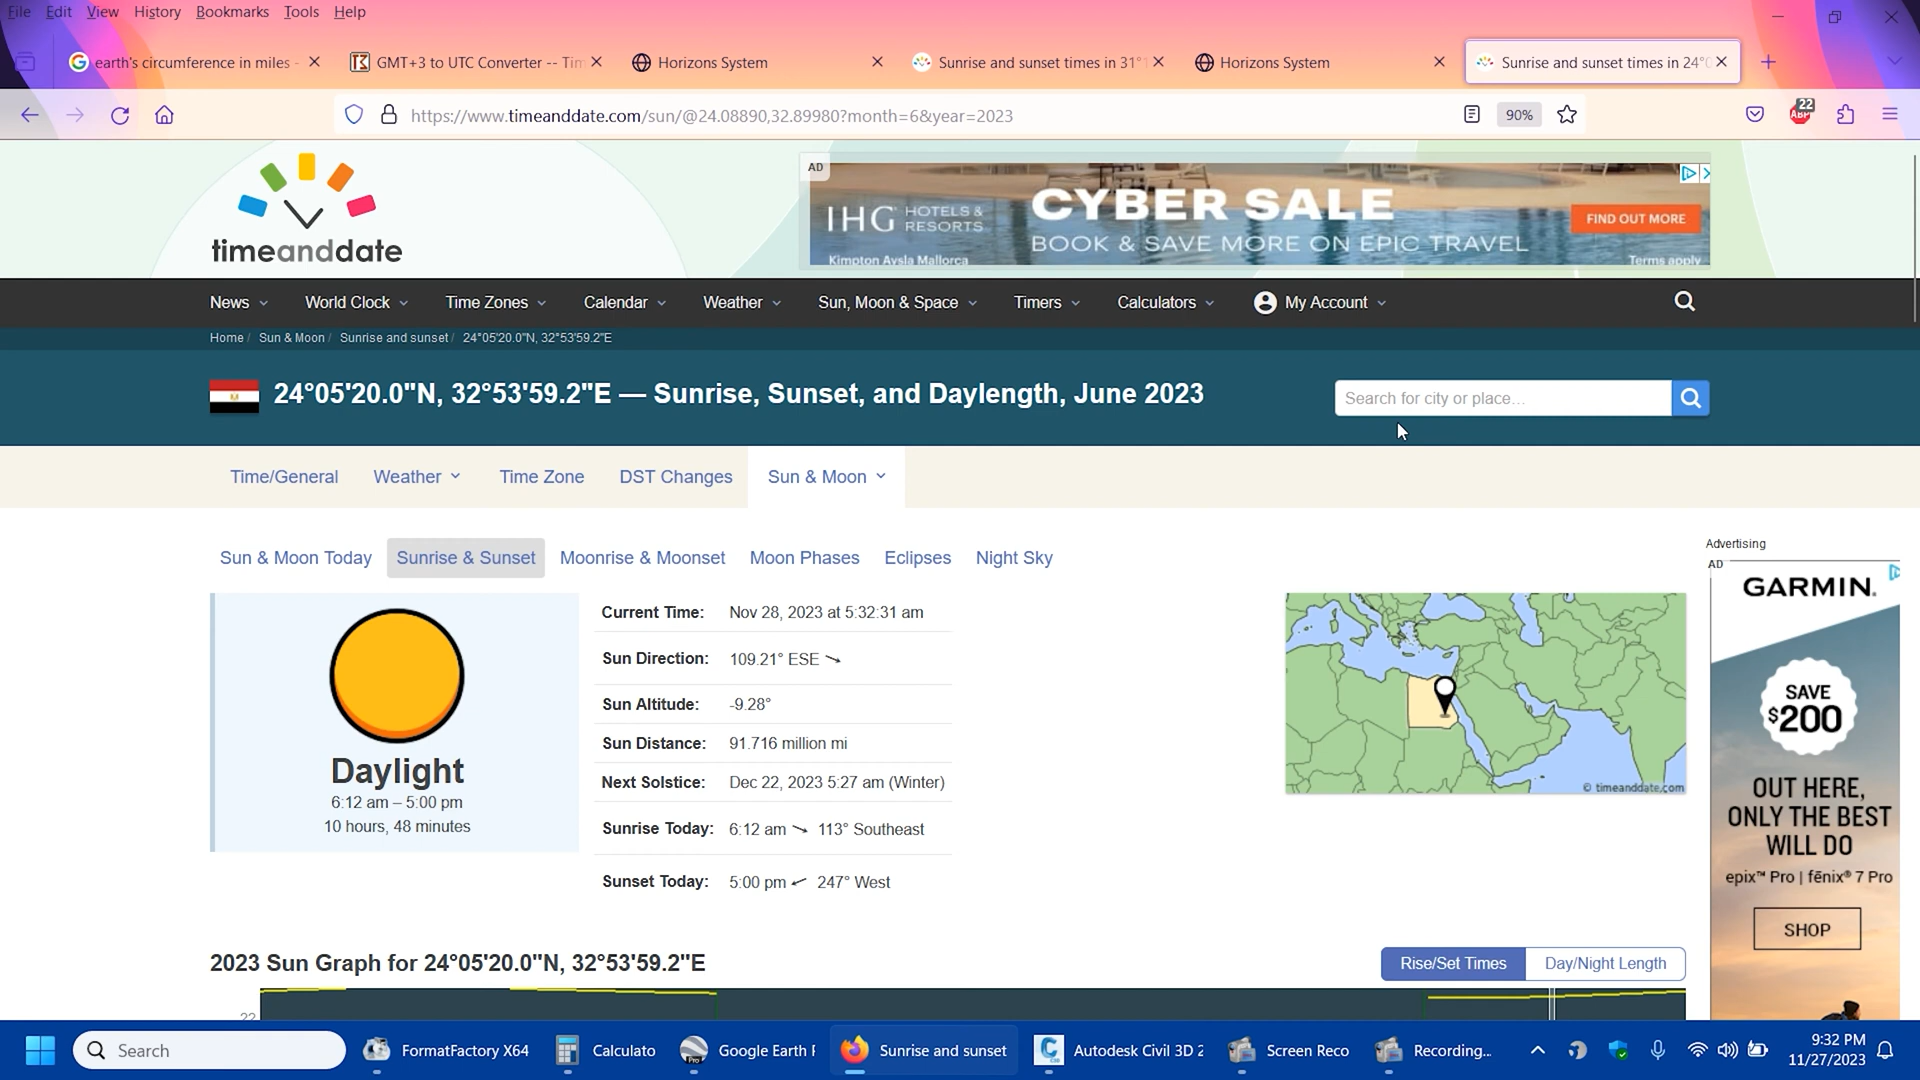 File Edit View History Bookmarks Tools Help
earth's circumference in miles -
GMT+3 to UTC Converter -- Tim
Horizons System
Sunrise and sunset times in 31°1
Horizons System
Sunrise and sunset times in 24°0
https://www.timeanddate.com/sun/@24.08890,32.89980?month=6&year=2023
90%
22
ABP
timeanddate
AD
IHG HOTELS & RESORTS
CYBER SALE
BOOK & SAVE MORE ON EPIC TRAVEL
FIND OUT MORE
Kimpton Aysla Mallorca
Terms apply
News World Clock Time Zones Calendar Weather Sun, Moon & Space Timers Calculators My Account
Home / Sun & Moon / Sunrise and sunset / 24°05'20.0"N, 32°53'59.2"E
24°05'20.0"N, 32°53'59.2"E — Sunrise, Sunset, and Daylength, June 2023
Search for city or place...
Time/General Weather Time Zone DST Changes Sun & Moon
Sun & Moon Today Sunrise & Sunset Moonrise & Moonset Moon Phases Eclipses Night Sky
Daylight
6:12 am – 5:00 pm
10 hours, 48 minutes
Current Time: Nov 28, 2023 at 5:32:31 am
Sun Direction: 109.21° ESE
Sun Altitude: -9.28°
Sun Distance: 91.716 million mi
Next Solstice: Dec 22, 2023 5:27 am (Winter)
Sunrise Today: 6:12 am 113° Southeast
Sunset Today: 5:00 pm 247° West
© timeanddate.com
Advertising
AD
GARMIN.
SAVE
$200
OUT HERE,
ONLY THE BEST
WILL DO
epix™ Pro | fēnix® 7 Pro
SHOP
2023 Sun Graph for 24°05'20.0"N, 32°53'59.2"E
Rise/Set Times Day/Night Length
22
Search
FormatFactory X64
Calculato
Google Earth P
Sunrise and sunset
Autodesk Civil 3D 2
Screen Reco
Recording...
9:32 PM
11/27/2023